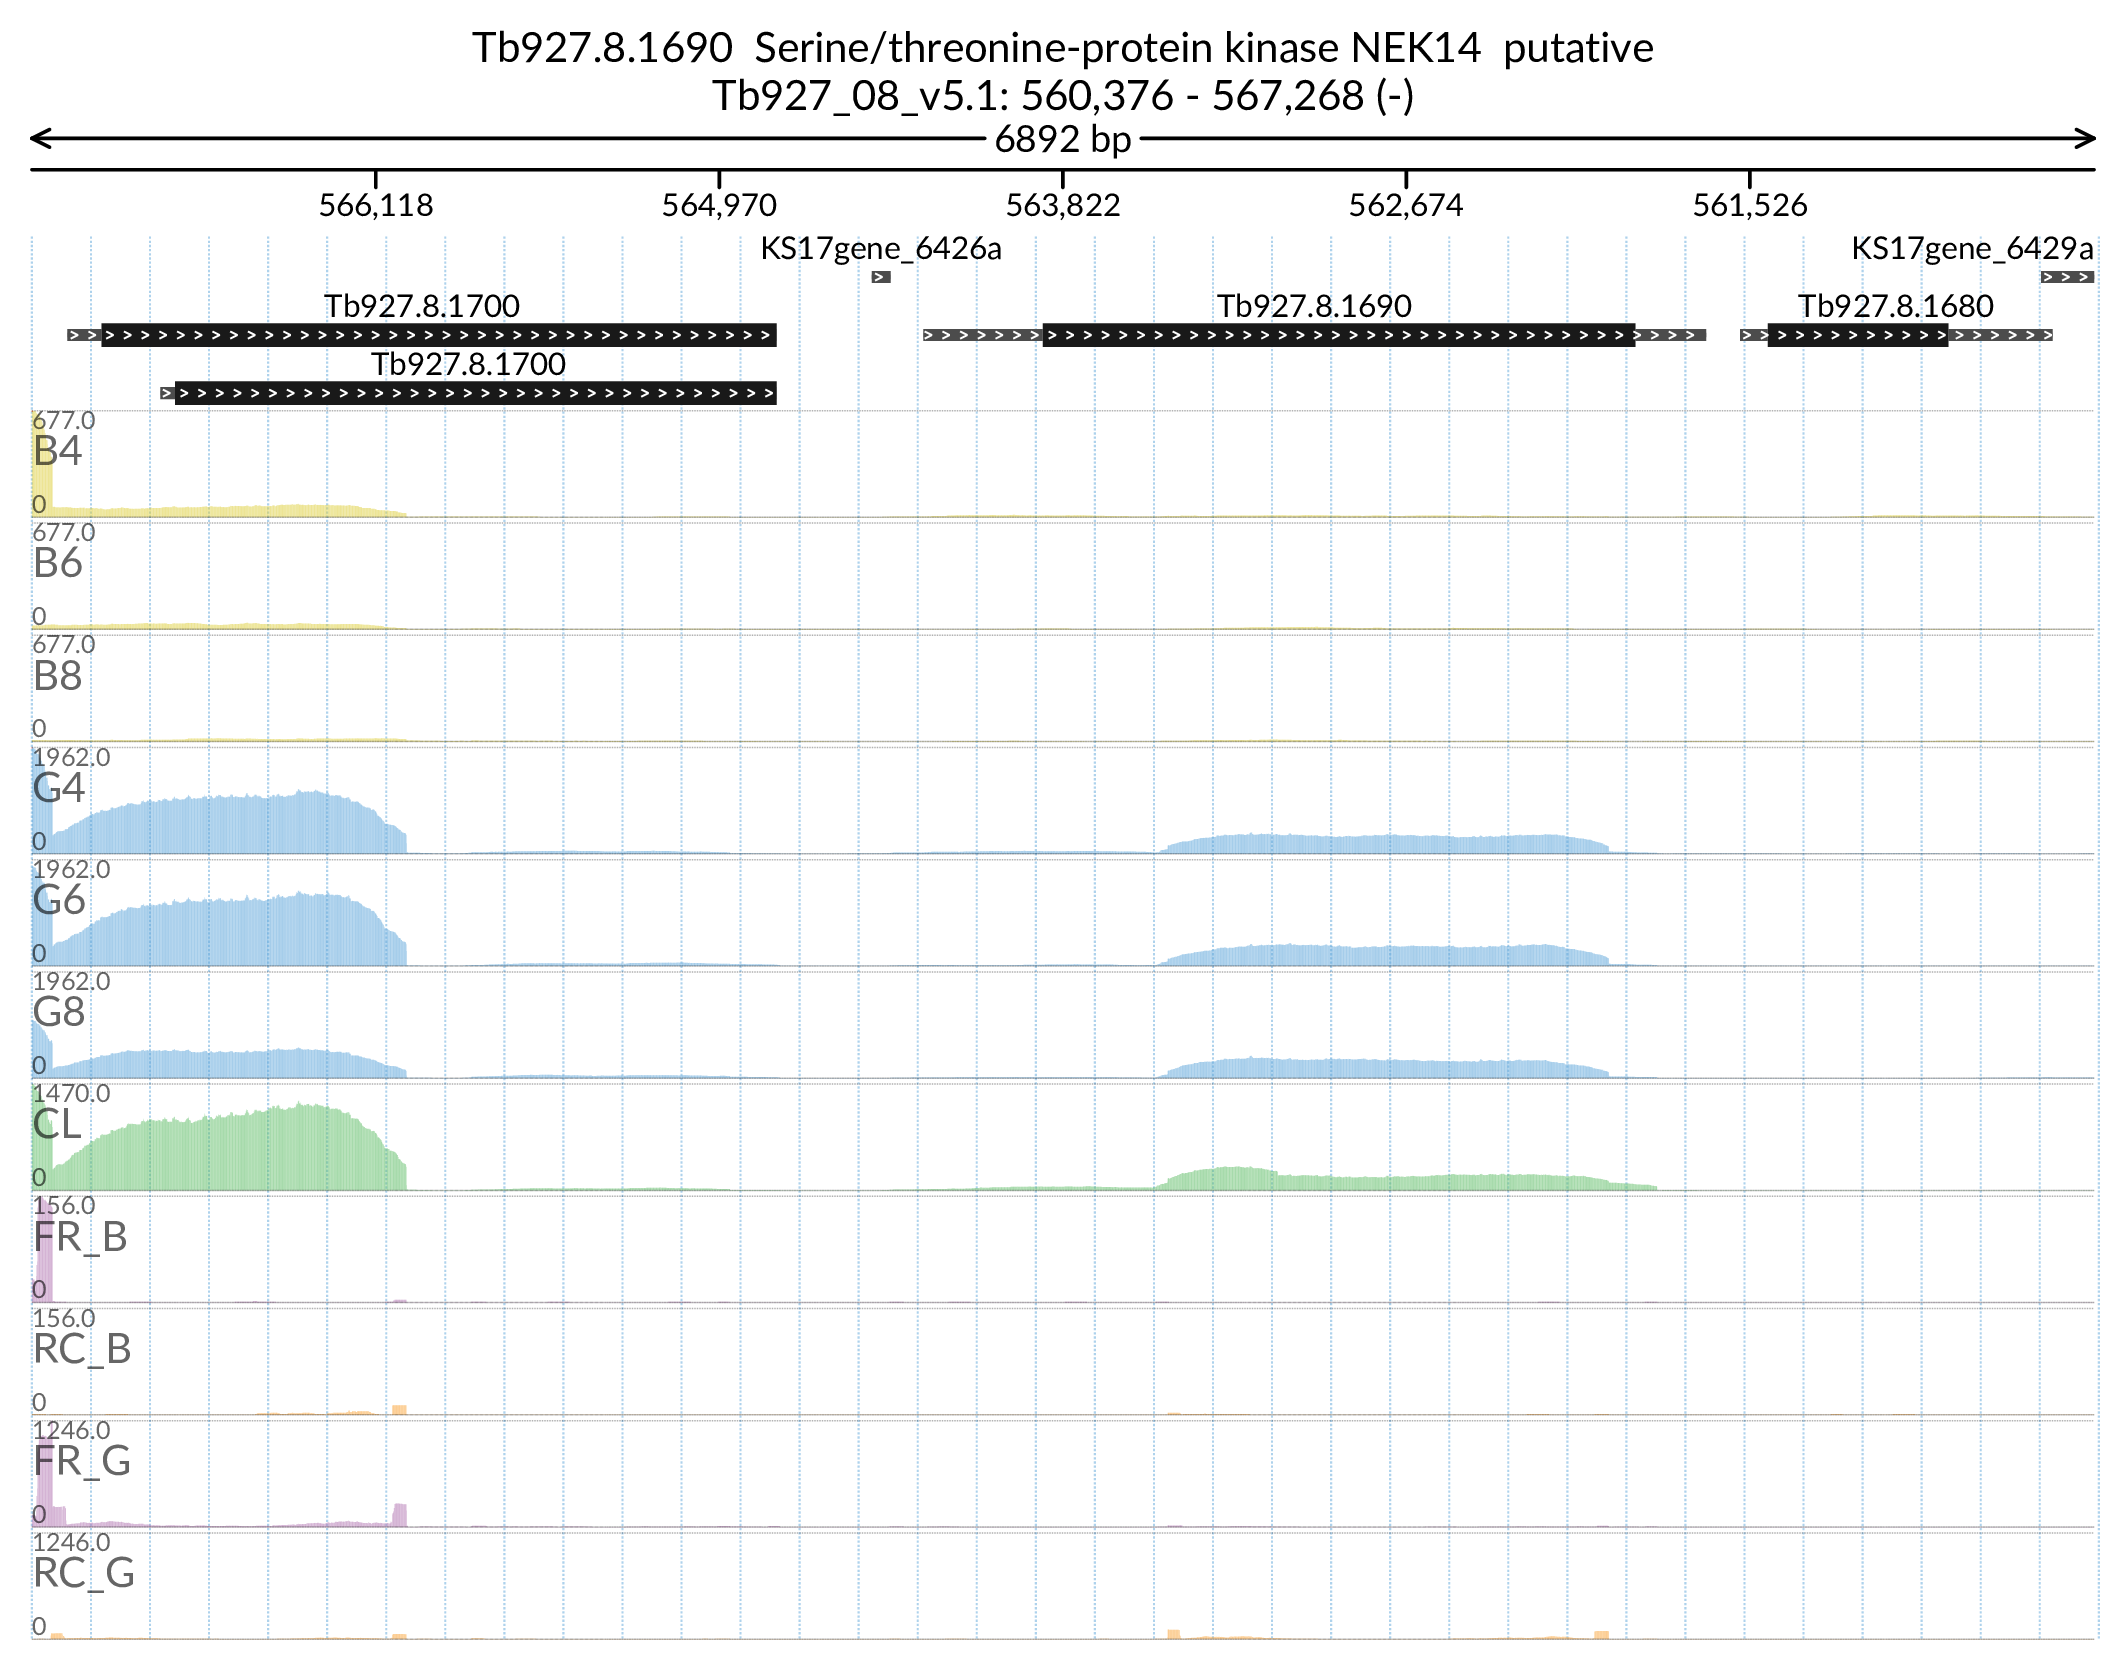 Tb927.8.1690  Serine/threonine-protein kinase NEK14  putative
Tb927_08_v5.1: 560,376 - 567,268 (-)
6892 bp
566,118 564,970 563,822 562,674 561,526
KS17gene_6426a KS17gene_6429a
Tb927.8.1700 Tb927.8.1690 Tb927.8.1680
Tb927.8.1700
677.0
B4
0
677.0
B6
0
677.0
B8
0
1962.0
G4
0
1962.0
G6
0
1962.0
G8
0
1470.0
CL
0
156.0
FR_B
0
156.0
RC_B
0
1246.0
FR_G
0
1246.0
RC_G
0